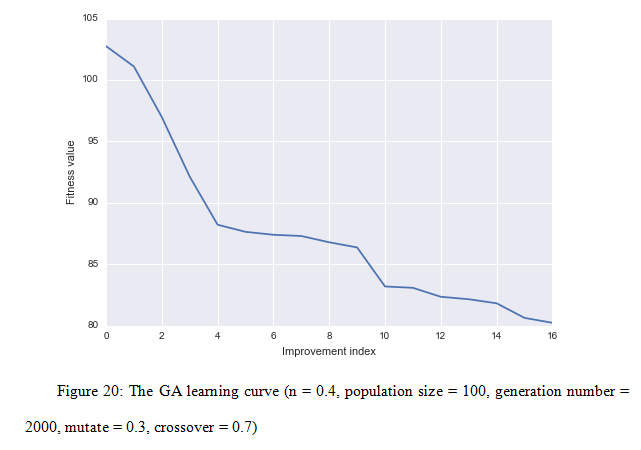 105
100
95
90
85
80
Fitness value
0 2 4 6 8 10 12 14 16
Improvement index
Figure 20: The GA learning curve (n = 0.4, population size = 100, generation number =
2000, mutate = 0.3, crossover = 0.7)